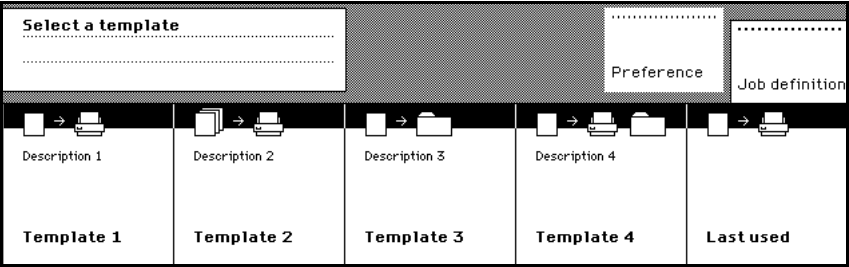 Select a template
Preference
Job definition
Description 1
Description 2
Description 3
Description 4
Template 1
Template 2
Template 3
Template 4
Last used